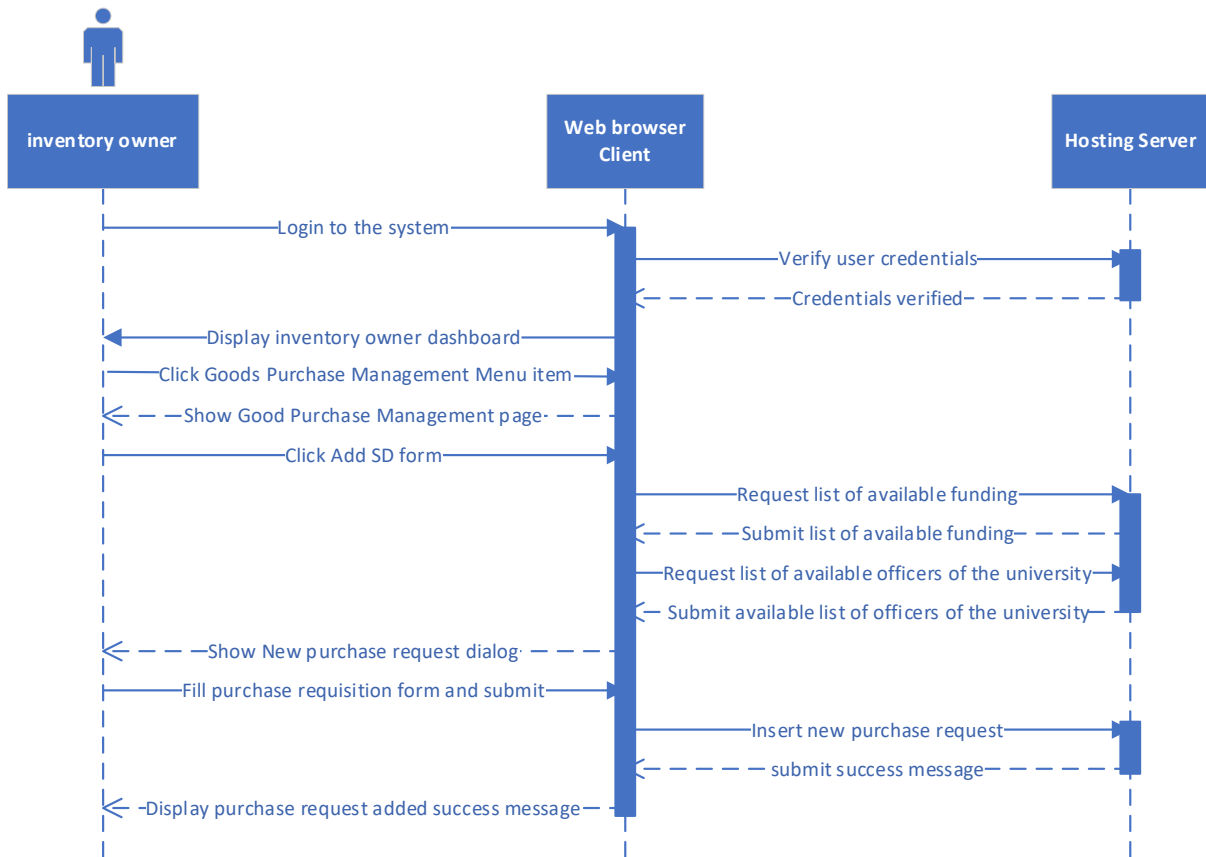 inventory owner
Web browser
Client
Hosting Server
Login to the system
Verify user credentials
Credentials verified
Display inventory owner dashboard
Click Goods Purchase Management Menu item
Show Good Purchase Management page
Click Add SD form
Request list of available funding
Submit list of available funding
Request list of available officers of the university
Submit available list of officers of the university
Show New purchase request dialog
Fill purchase requisition form and submit
Insert new purchase request
submit success message
Display purchase request added success message